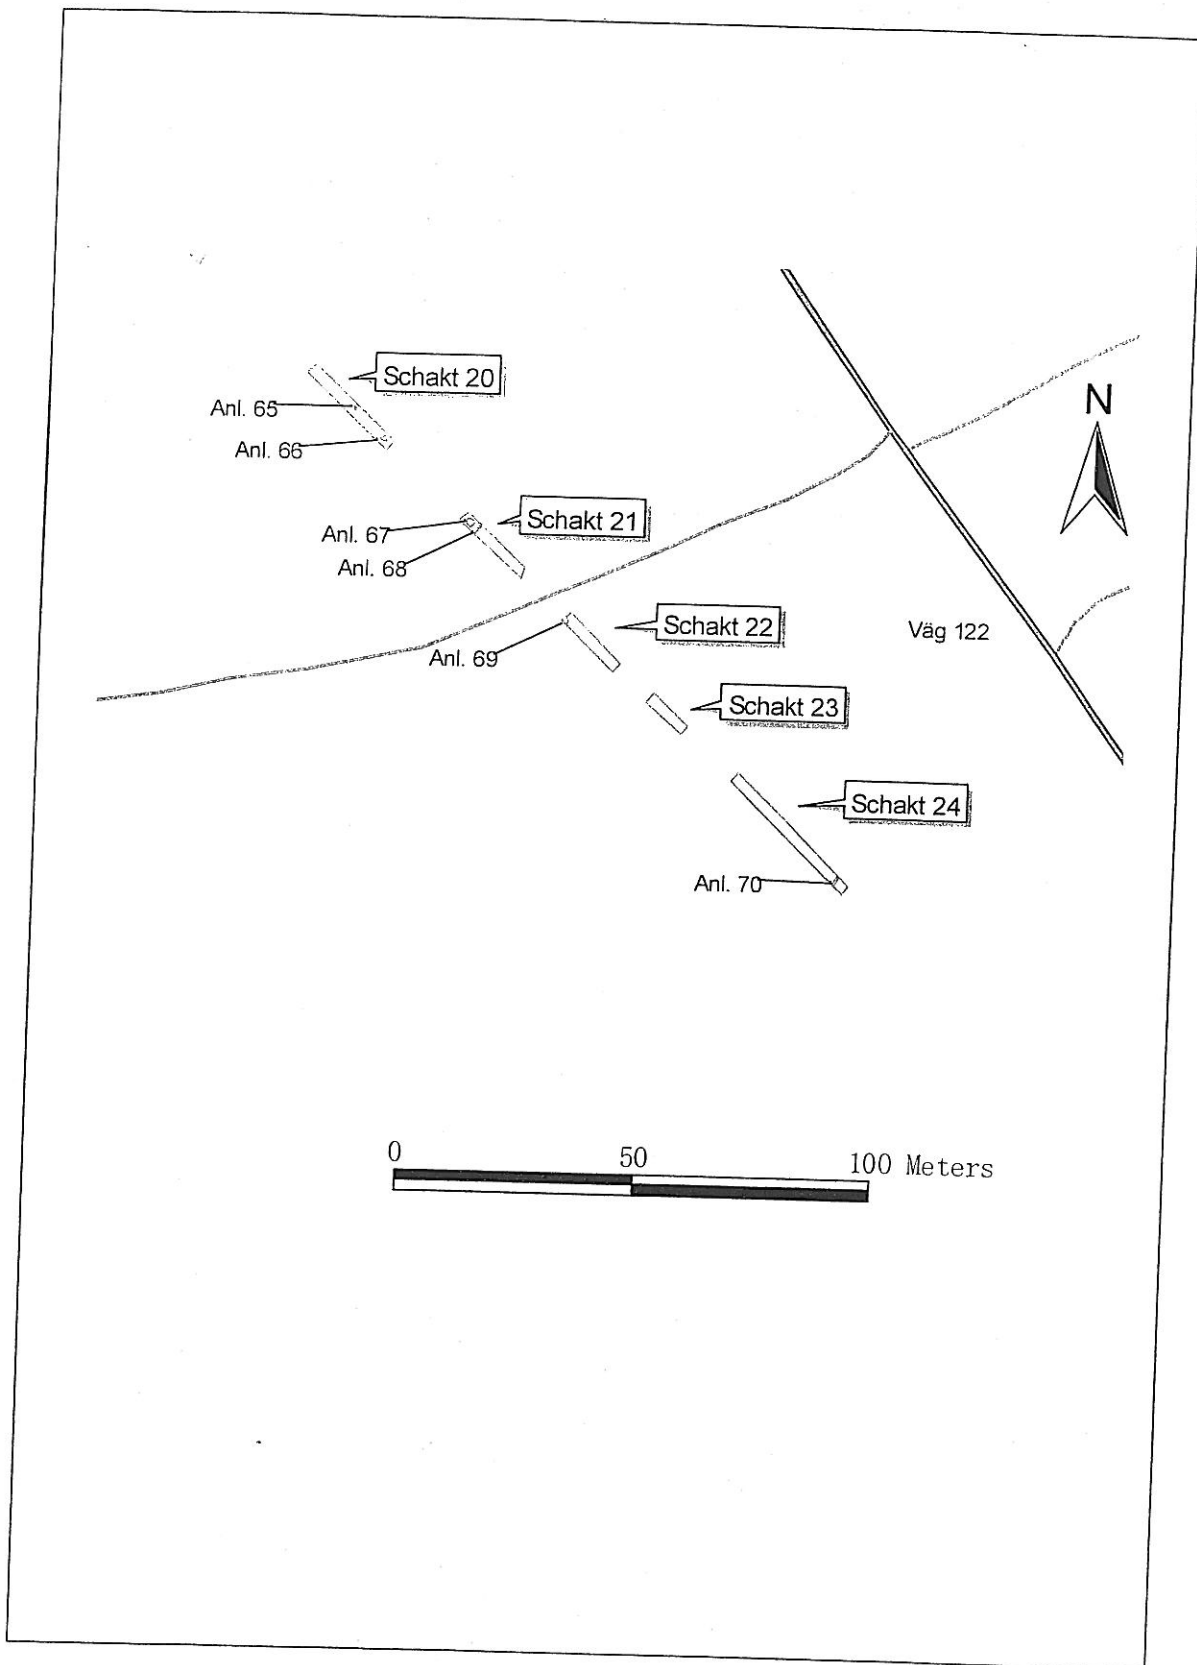 Schakt 20
Anl. 65
N
Anl. 66
Schakt 21
Anl. 67
Anl. 68
Schakt 22
Väg 122
Anl. 69
Schakt 23
Schakt 24
Anl. 70
0 50 100 Meters